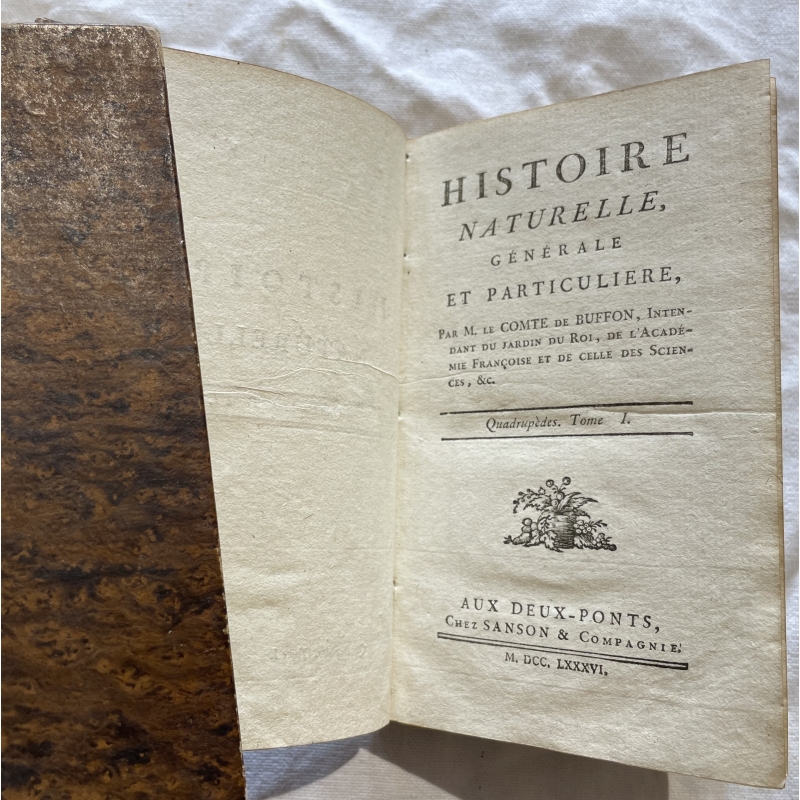 HISTOIRE
NATURELLE,
GÉNÉRALE
ET PARTICULIERE,
PAR M. LE COMTE DE BUFFON, INTEN-
DANT DU JARDIN DU ROI, DE L'ACADÉ-
MIE FRANÇOISE ET DE CELLE DES SCIEN-
CES, &c.
Quadrupèdes. Tome I.
AUX DEUX-PONTS,
CHEZ SANSON & COMPAGNIE.
M. DCC. LXXXVI.